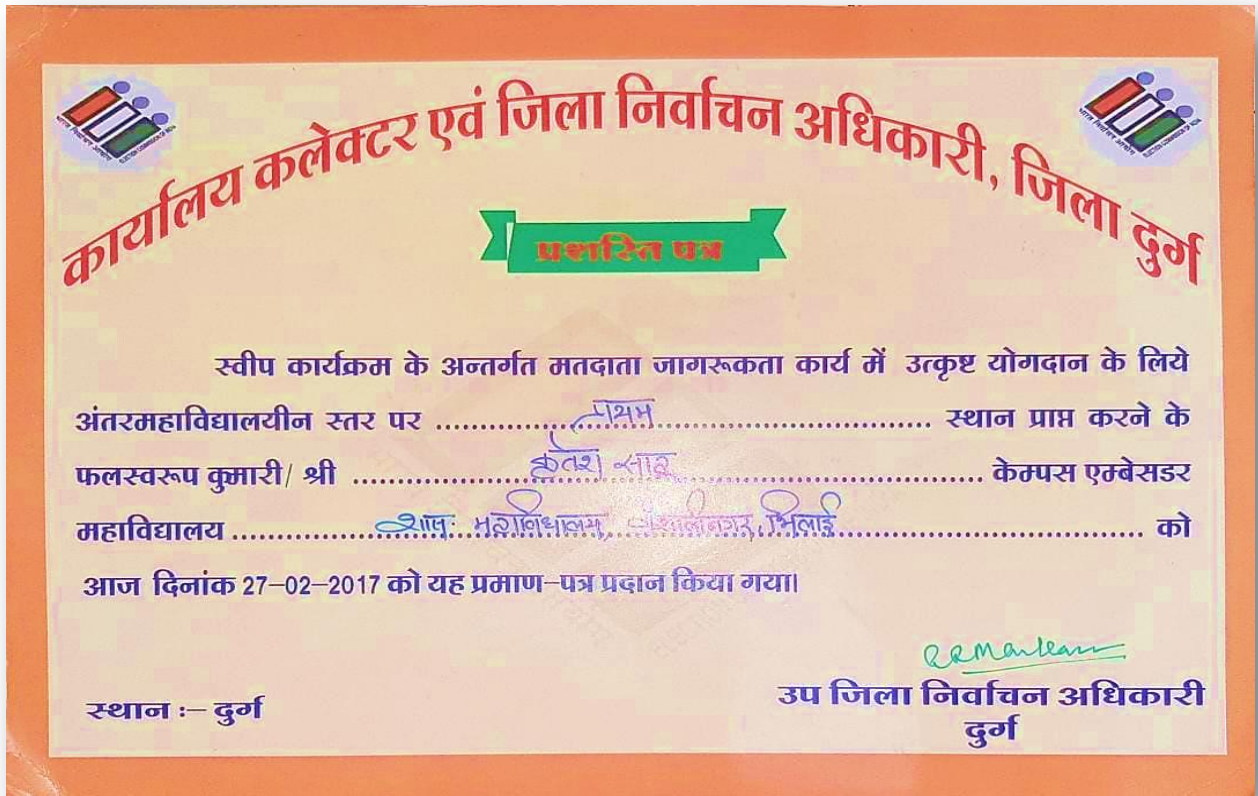 कार्यालय कलेक्टर एवं जिला निर्वाचन अधिकारी, जिला दुर्ग
प्रशस्ति पत्र
स्वीप कार्यक्रम के अन्तर्गत मतदाता जागरूकता कार्य में उत्कृष्ट योगदान के लिये
अंतरमहाविद्यालयीन स्तर पर ......प्रथम...... स्थान प्राप्त करने के
फलस्वरूप कुमारी/ श्री ...... साहू ...... केम्पस एम्बेसडर
महाविद्यालय ...... महाविद्यालय, वैशालीनगर, भिलाई ...... को
आज दिनांक 27-02-2017 को यह प्रमाण-पत्र प्रदान किया गया।
स्थान :- दुर्ग
उप जिला निर्वाचन अधिकारी
दुर्ग